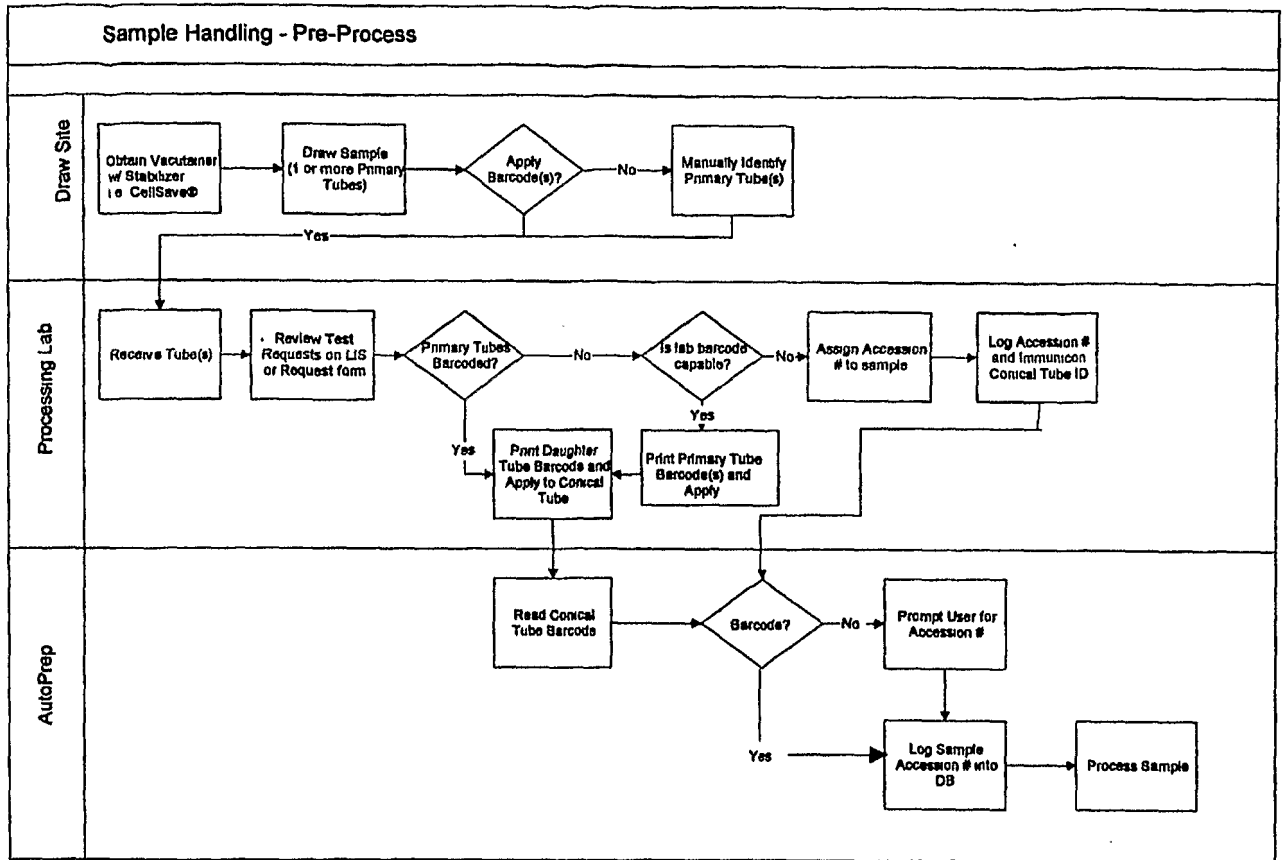 Sample Handling - Pre-Process
Draw Site
Obtain Vacutainer
w/ Stabilizer
i e CellSave®
Draw Sample
(1 or more Primary
Tubes)
Apply
Barcode(s)?
No
Manually Identify
Primary Tube(s)
Yes
Processing Lab
Receive Tube(s)
Review Test
Requests on LIS
or Request form
Primary Tubes
Barcoded?
No
Is lab barcode
capable?
No
Assign Accession
# to sample
Log Accession #
and Immunicon
Conical Tube ID
Yes
Yes
Print Daughter
Tube Barcode and
Apply to Conical
Tube
Print Primary Tube
Barcode(s) and
Apply
AutoPrep
Read Conical
Tube Barcode
Barcode?
No
Prompt User for
Accession #
Yes
Log Sample
Accession # into
DB
Process Sample